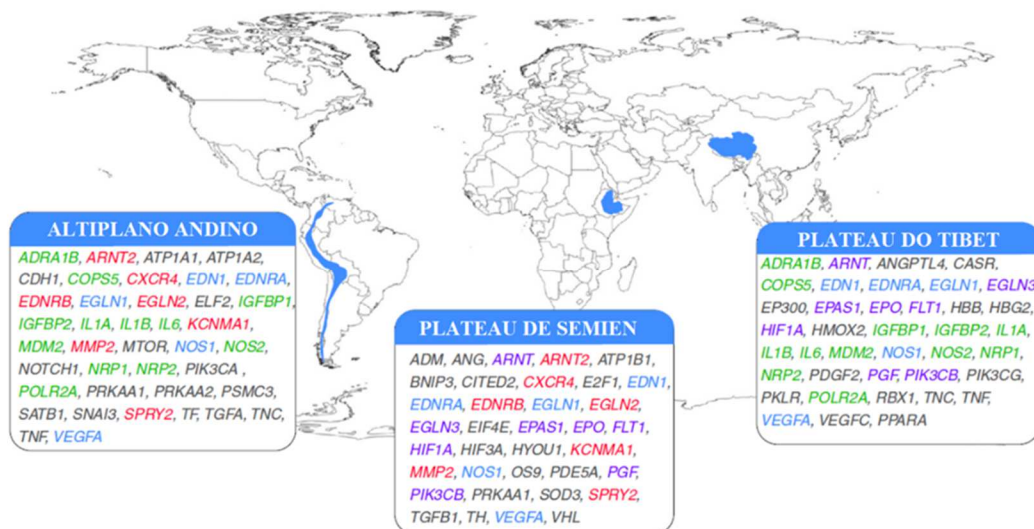 ALTIPLANO ANDINO
ADRA1B, ARNT2, ATP1A1, ATP1A2,
CDH1, COPS5, CXCR4, EDN1, EDNRA,
EDNRB, EGLN1, EGLN2, ELF2, IGFBP1,
IGFBP2, IL1A, IL1B, IL6, KCNMA1,
MDM2, MMP2, MTOR, NOS1, NOS2,
NOTCH1, NRP1, NRP2, PIK3CA ,
POLR2A, PRKAA1, PRKAA2, PSMC3,
SATB1, SNAI3, SPRY2, TF, TGFA, TNC,
TNF, VEGFA
PLATEAU DE SEMIEN
ADM, ANG, ARNT, ARNT2, ATP1B1,
BNIP3, CITED2, CXCR4, E2F1, EDN1,
EDNRA, EDNRB, EGLN1, EGLN2,
EGLN3, EIF4E, EPAS1, EPO, FLT1,
HIF1A, HIF3A, HYOU1, KCNMA1,
MMP2, NOS1, OS9, PDE5A, PGF,
PIK3CB, PRKAA1, SOD3, SPRY2,
TGFB1, TH, VEGFA, VHL
PLATEAU DO TIBET
ADRA1B, ARNT, ANGPTL4, CASR,
COPS5, EDN1, EDNRA, EGLN1, EGLN3,
EP300, EPAS1, EPO, FLT1, HBB, HBG2,
HIF1A, HMOX2, IGFBP1, IGFBP2, IL1A,
IL1B, IL6, MDM2, NOS1, NOS2, NRP1,
NRP2, PDGF2, PGF, PIK3CB, PIK3CG,
PKLR, POLR2A, RBX1, TNC, TNF,
VEGFA, VEGFC, PPARA